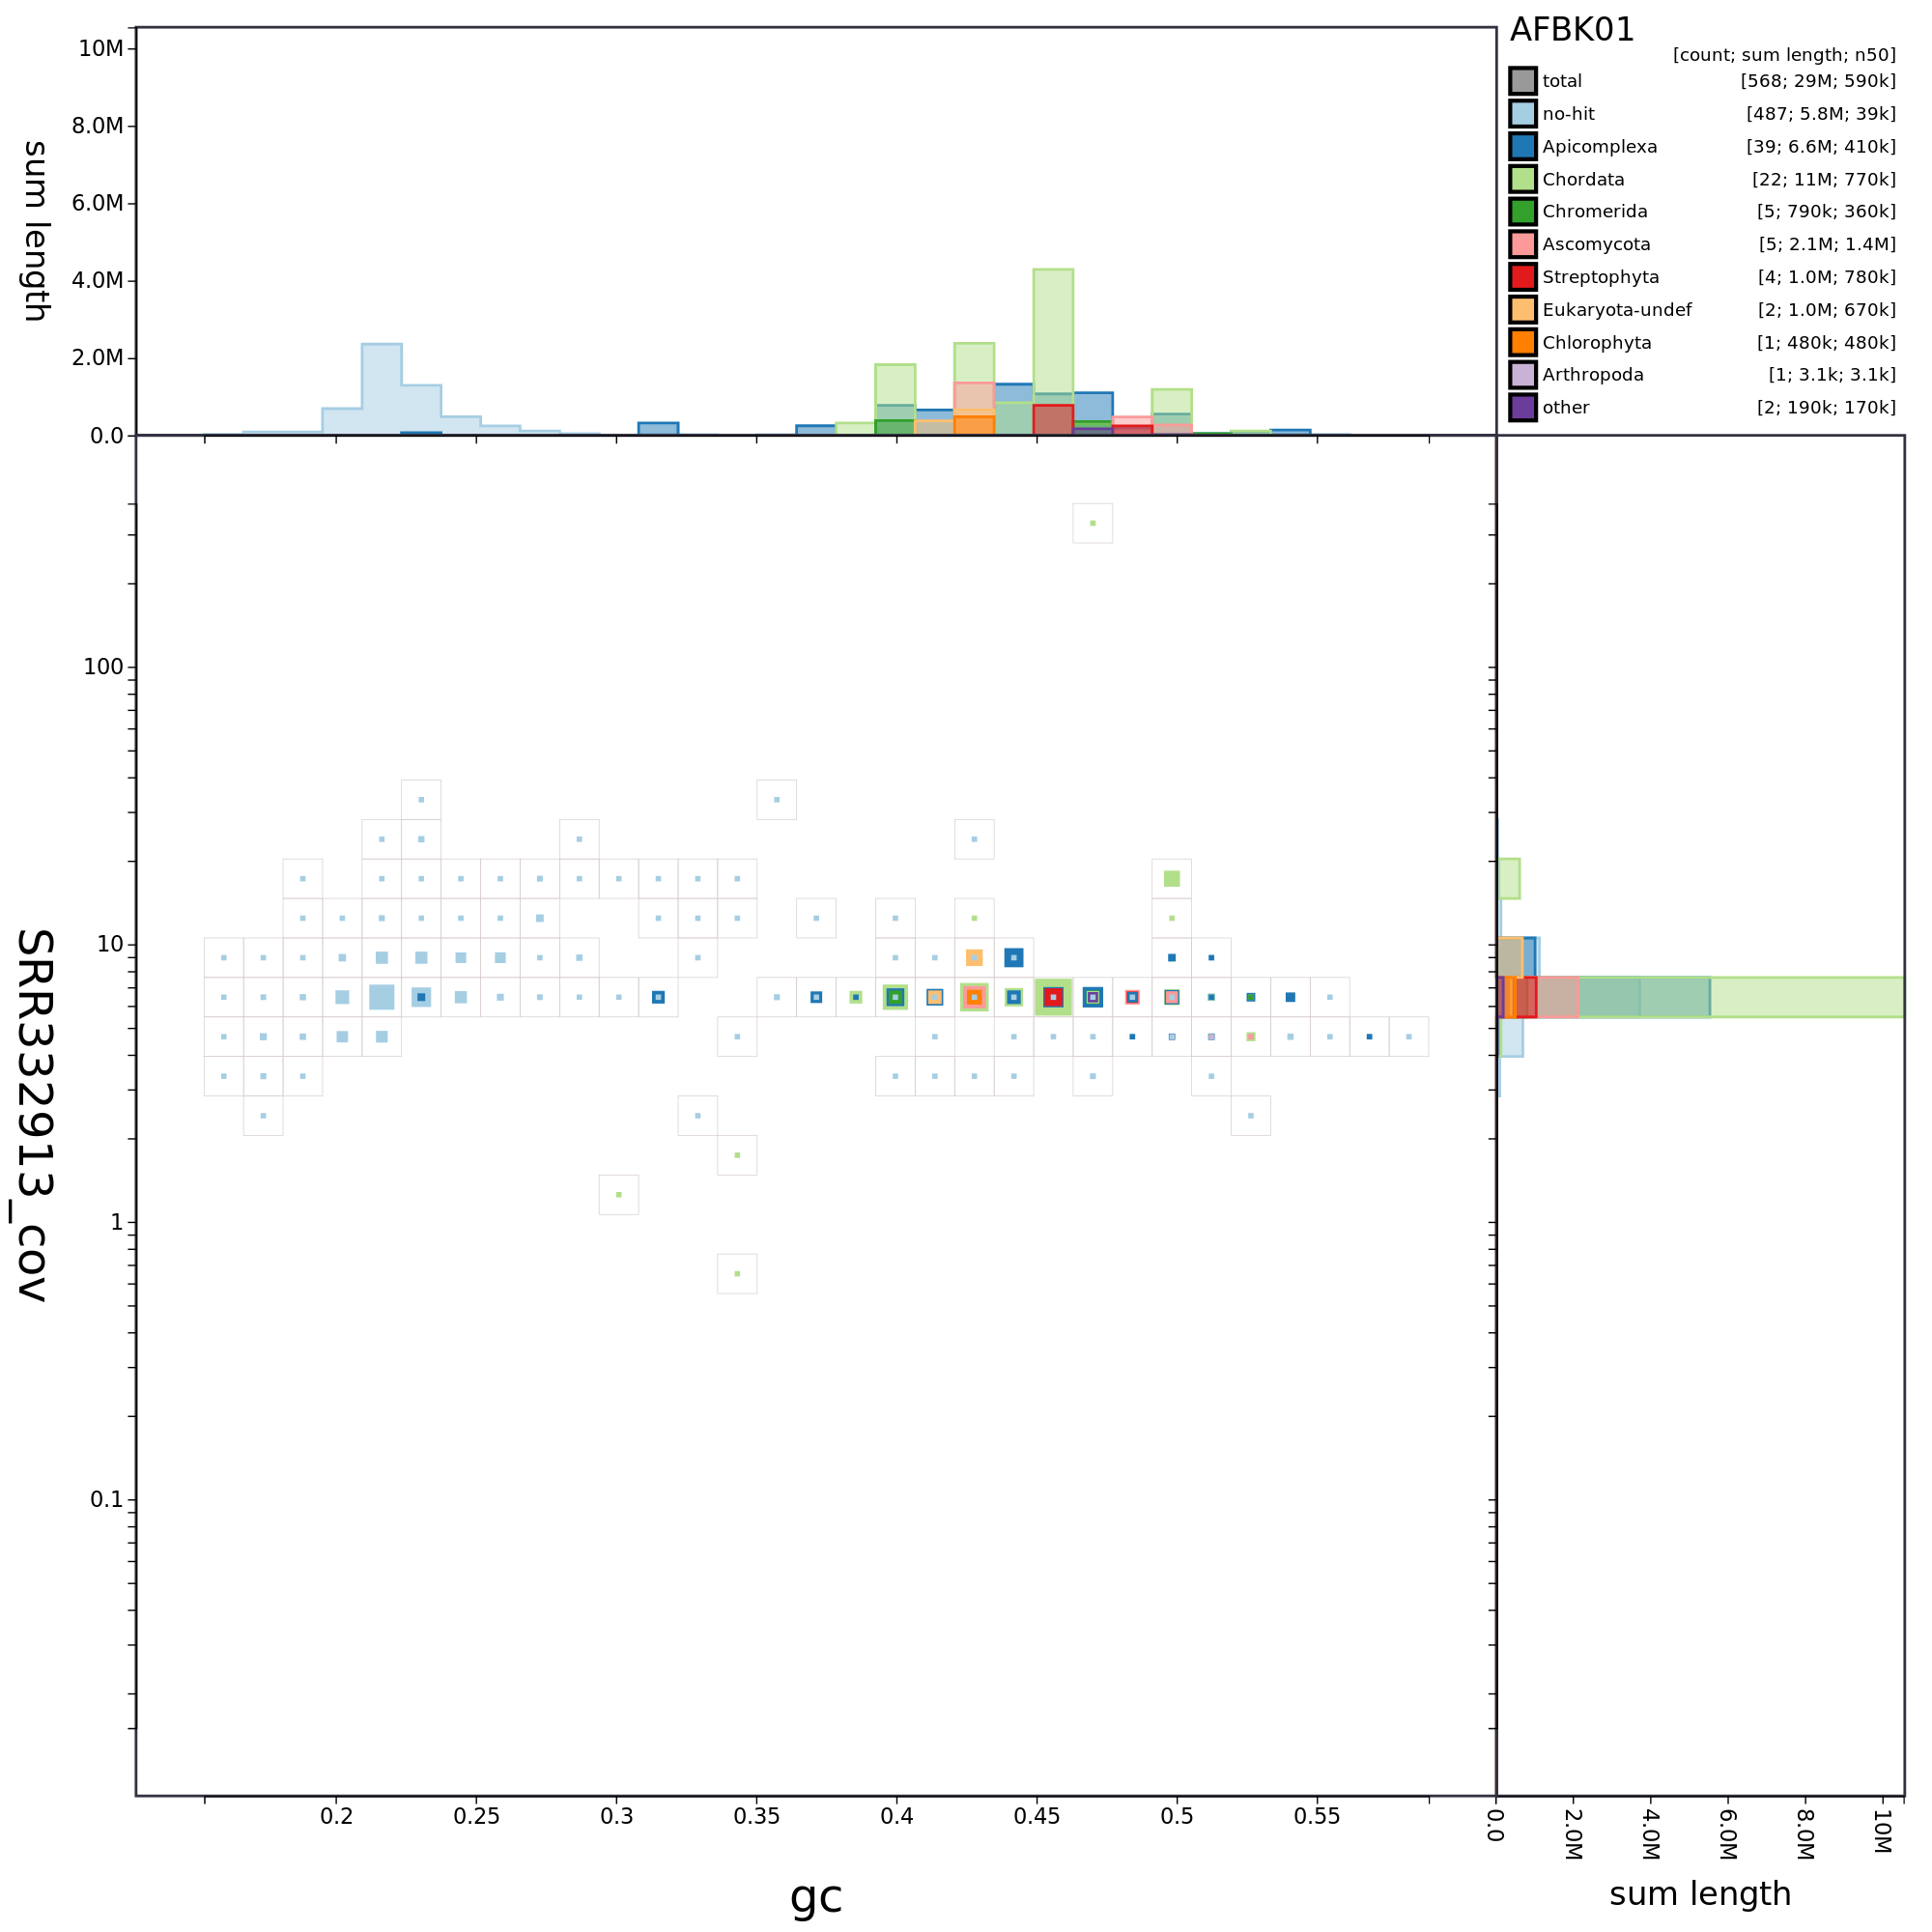 AFBK01
[count; sum length; n50]
total [568; 29M; 590k]
no-hit [487; 5.8M; 39k]
Apicomplexa [39; 6.6M; 410k]
Chordata [22; 11M; 770k]
Chromerida [5; 790k; 360k]
Ascomycota [5; 2.1M; 1.4M]
Streptophyta [4; 1.0M; 780k]
Eukaryota-undef [2; 1.0M; 670k]
Chlorophyta [1; 480k; 480k]
Arthropoda [1; 3.1k; 3.1k]
other [2; 190k; 170k]
10M
8.0M
6.0M
4.0M
2.0M
0.0
sum length
100
10
1
0.1
SRR332913_cov
0.2 0.25 0.3 0.35 0.4 0.45 0.5 0.55
gc
0.0 2.0M 4.0M 6.0M 8.0M 10M
sum length